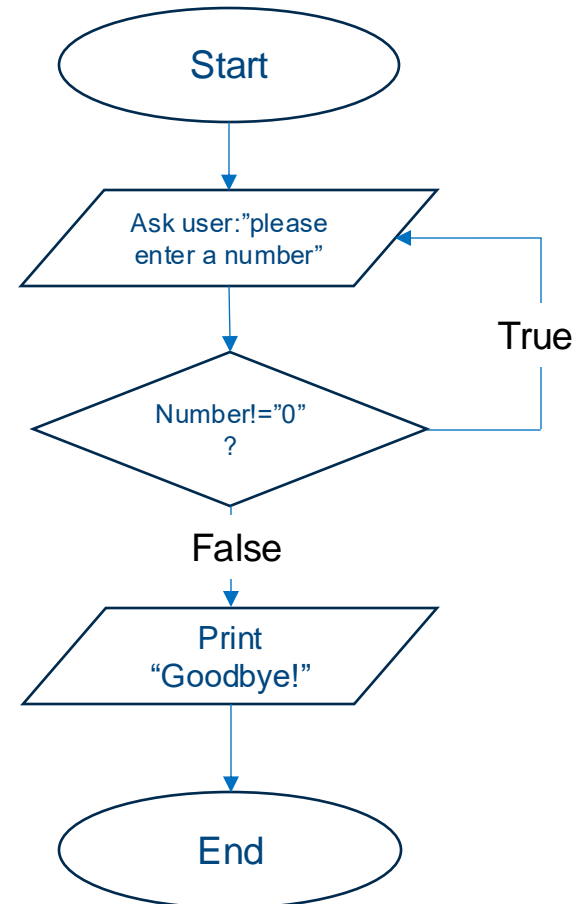 Start
Ask user:”please
enter a number”
True
Number!=”0”
?
False
Print
“Goodbye!”
End